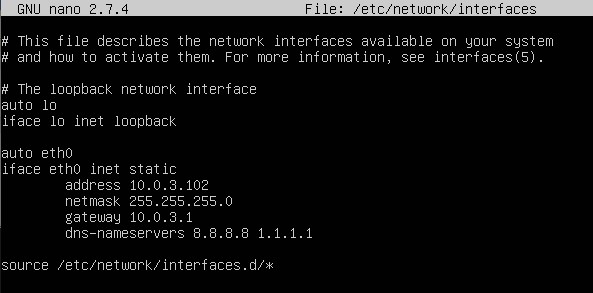 GNU nano 2.7.4 File: /etc/network/interfaces
# This file describes the network interfaces available on your system
# and how to activate them. For more information, see interfaces(5).
# The loopback network interface
auto lo
iface lo inet loopback
auto eth0
iface eth0 inet static
address 10.0.3.102
netmask 255.255.255.0
gateway 10.0.3.1
dns-nameservers 8.8.8.8 1.1.1.1
source /etc/network/interfaces.d/*